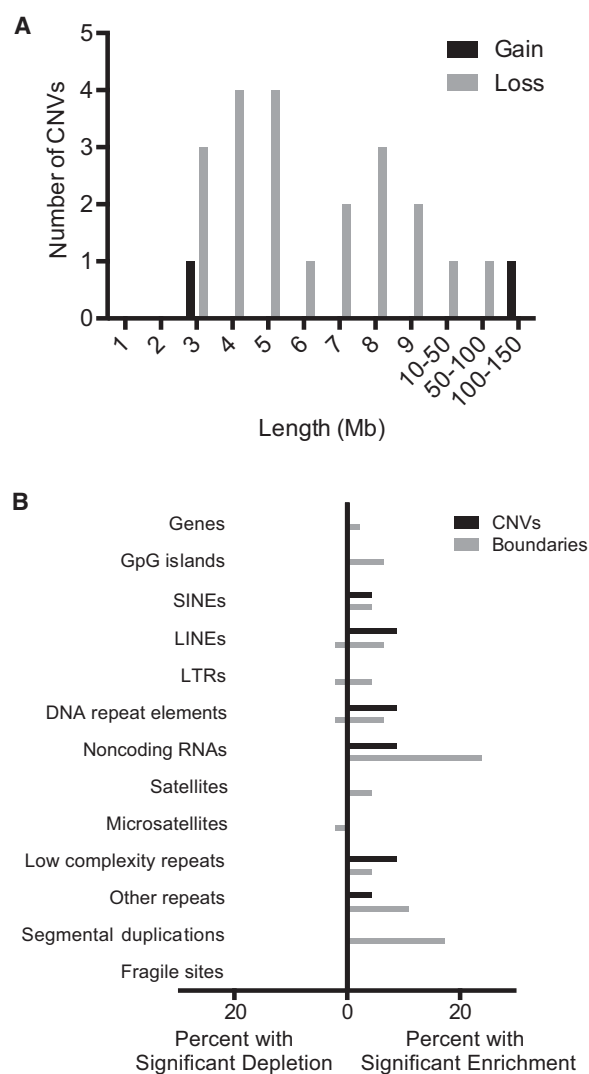 A
Number of CNVs
5
4
3
2
1
0
Gain
Loss
1
2
3
4
5
6
7
8
9
10-50
50-100
100-150
Length (Mb)
B
CNVs
Boundaries
Genes
GpG islands
SINEs
LINEs
LTRs
DNA repeat elements
Noncoding RNAs
Satellites
Microsatellites
Low complexity repeats
Other repeats
Segmental duplications
Fragile sites
20
0
20
Percent with
Significant Depletion
Percent with
Significant Enrichment